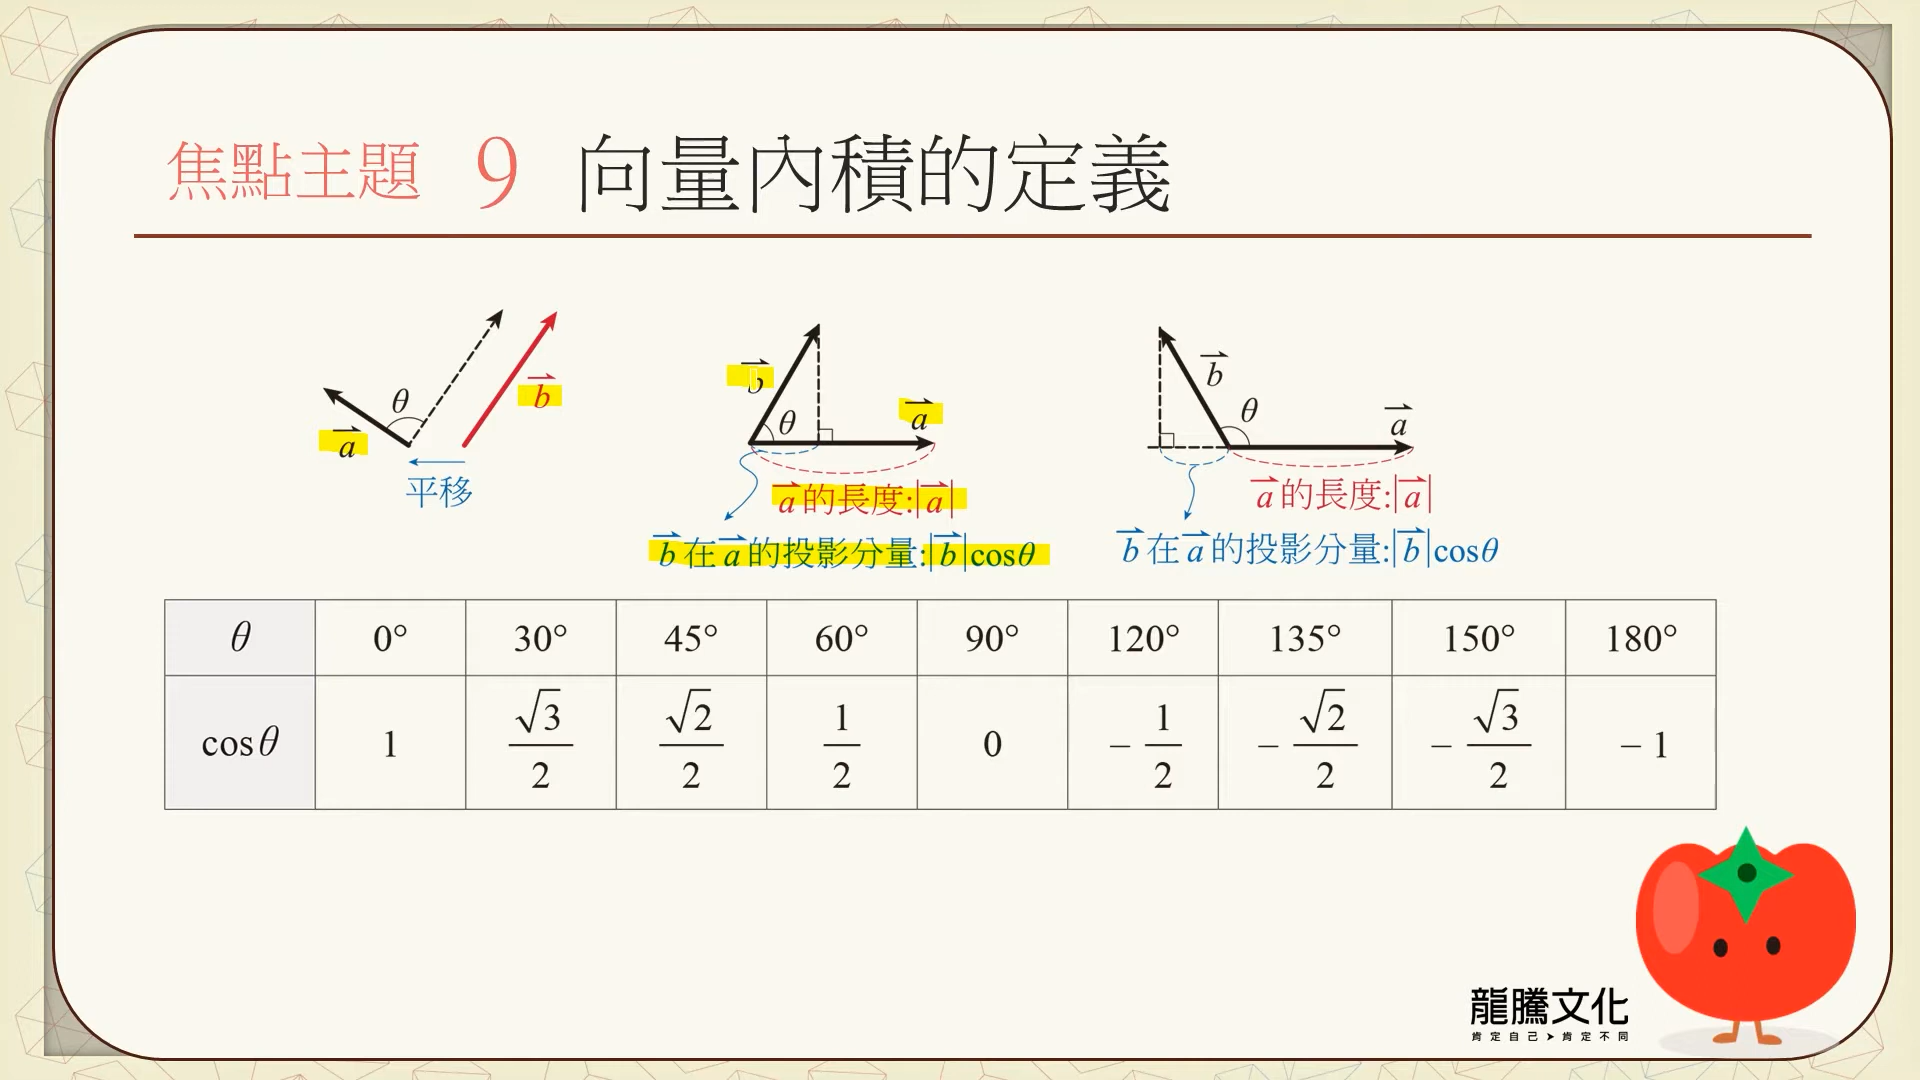 焦點主題 9 向量內積的定義
θ
b
a
平移
b
θ
a
a的長度:|a|
b在a的投影分量:|b|cosθ
b
θ
a
a的長度:|a|
b在a的投影分量:|b|cosθ
θ 0° 30° 45° 60° 90° 120° 135° 150° 180°
cosθ 1 √3/2 √2/2 1/2 0 −1/2 −√2/2 −√3/2 −1
龍騰文化
肯定自己➤肯定不同